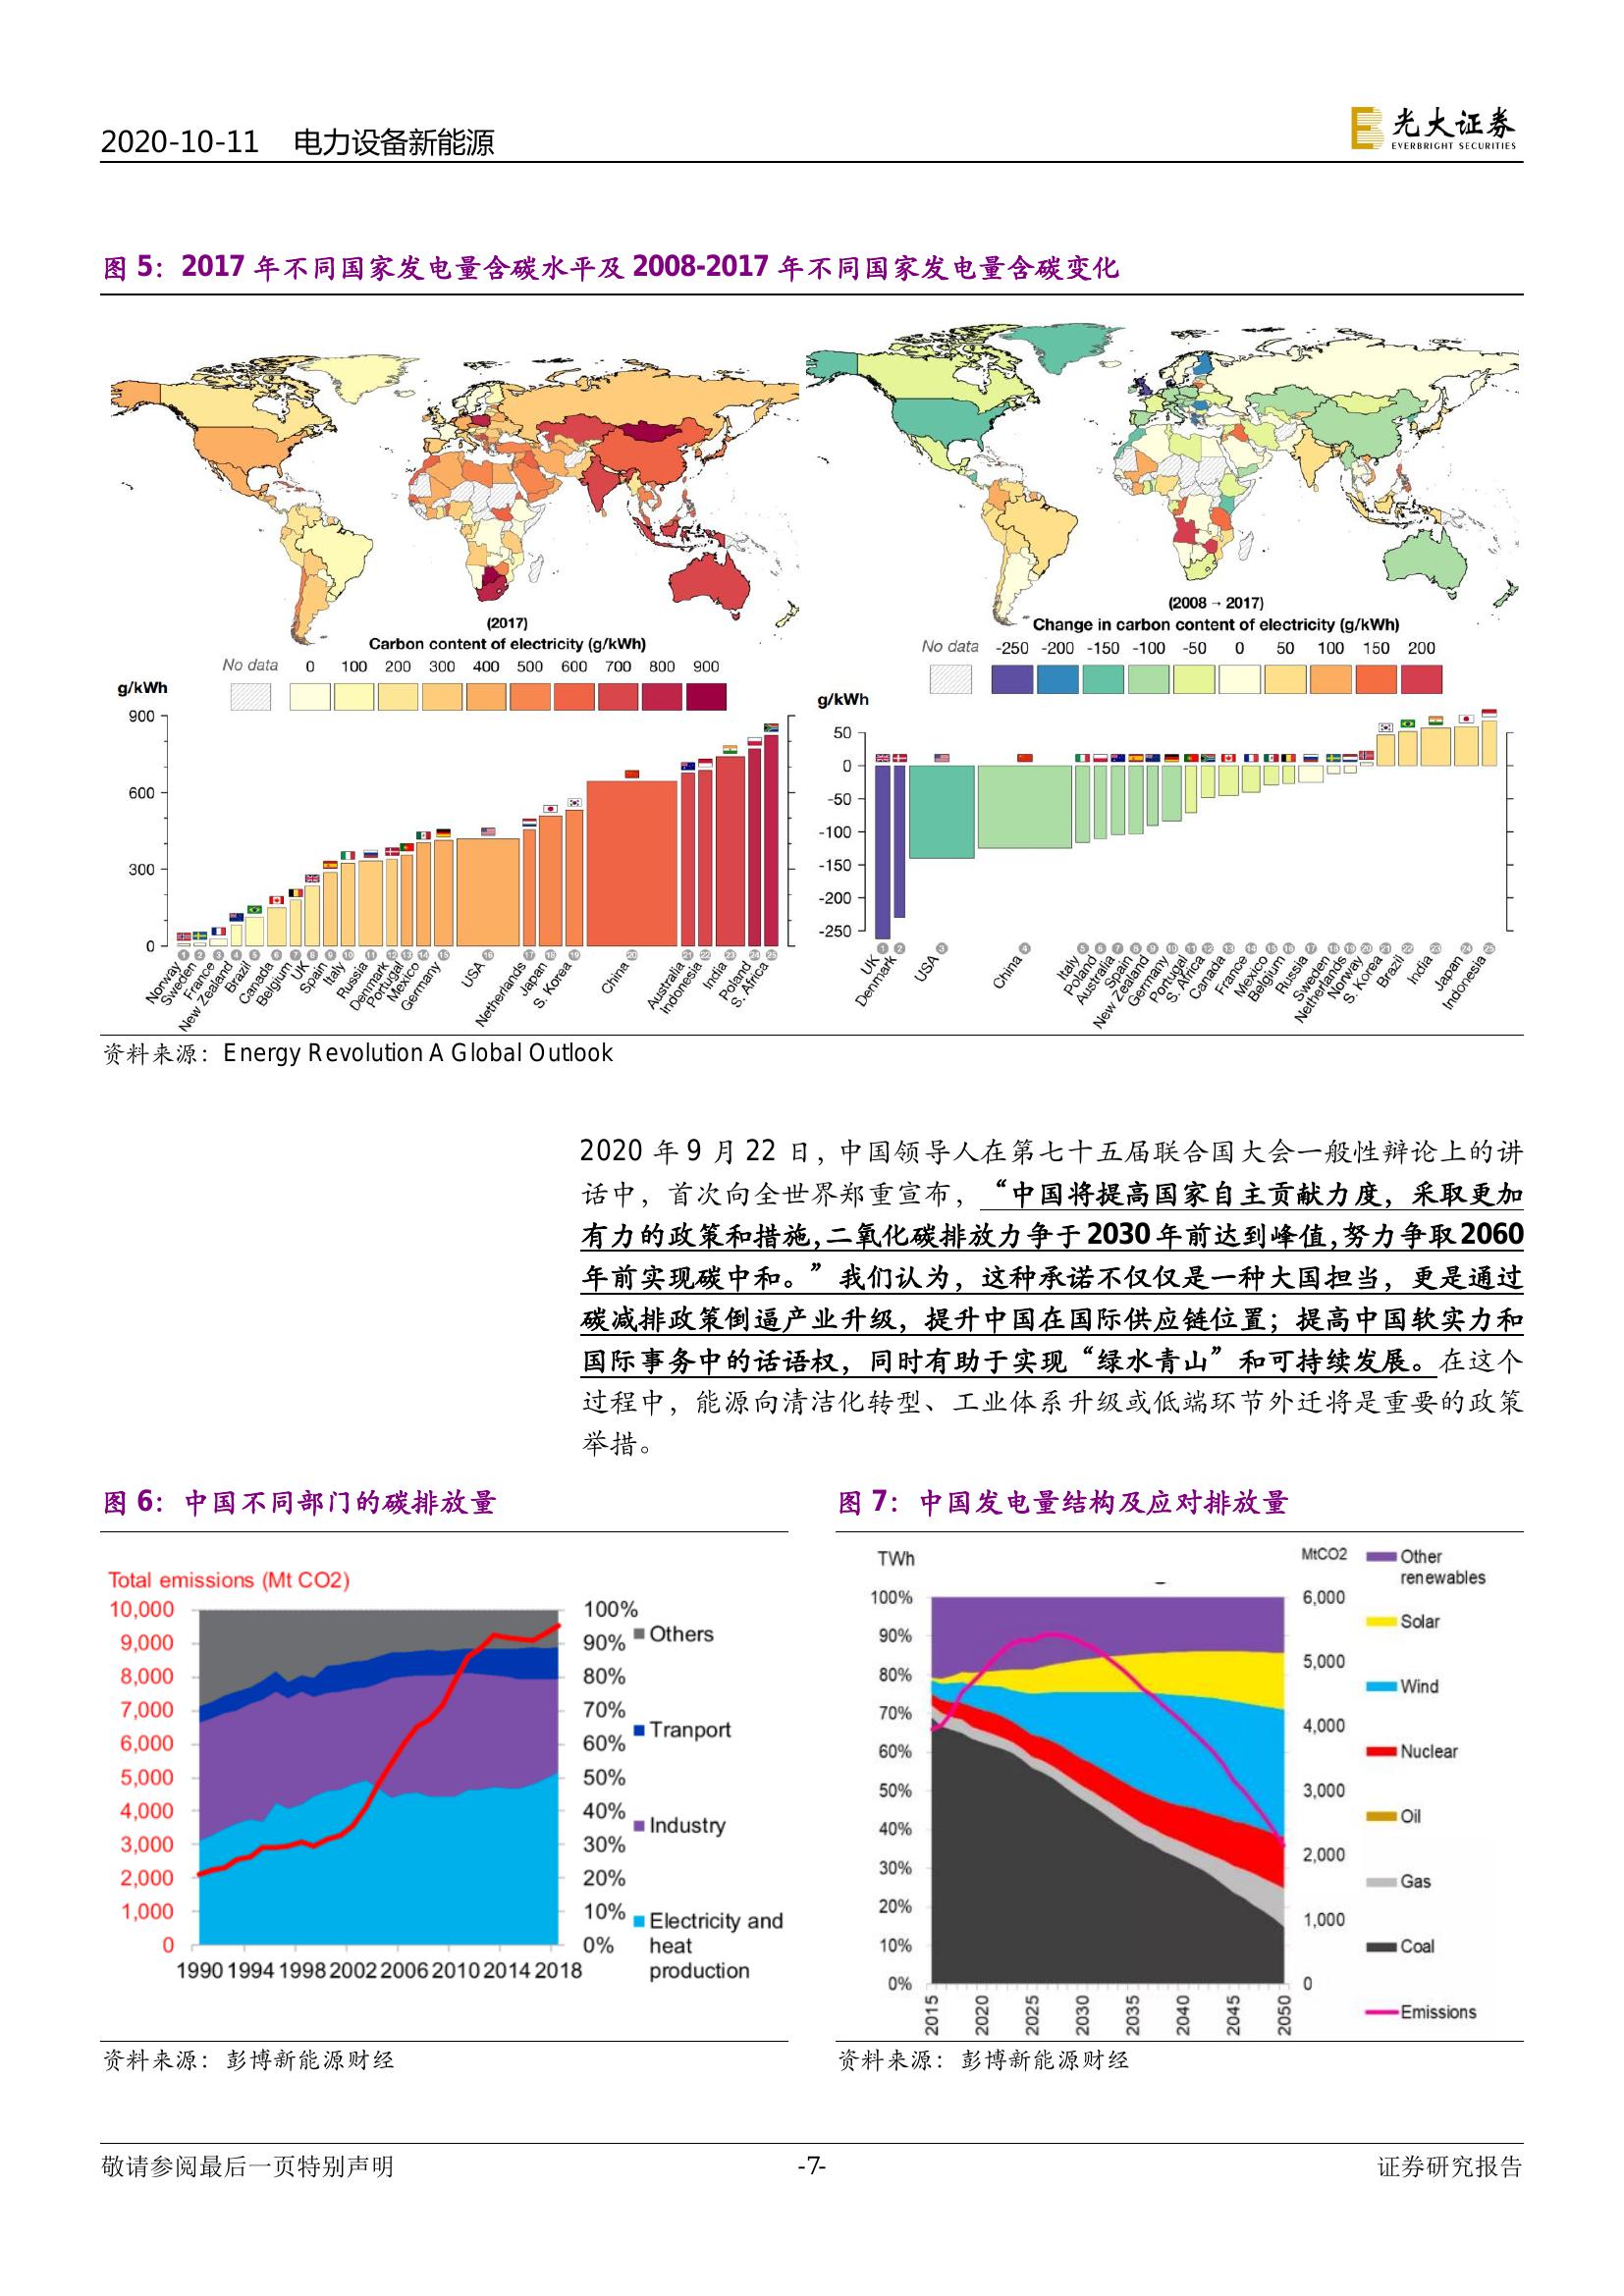 2020-10-11 电力设备新能源
光大证券
EVERBRIGHT SECURITIES
图 5：2017 年不同国家发电量含碳水平及 2008-2017 年不同国家发电量含碳变化
(2017)
Carbon content of electricity (g/kWh)
No data 0 100 200 300 400 500 600 700 800 900
g/kWh
900
600
300
0
1 2 3 4 5 6 7 8 9 10 11 12 13 14 15 16 17 18 19 20 21 22 23 24 25
Norway Sweden France New Zealand Brazil Canada Belgium UK Spain Italy Russia Denmark Portugal Mexico Germany USA Netherlands Japan S. Korea China Australia Indonesia India Poland S. Africa
(2008 → 2017)
Change in carbon content of electricity (g/kWh)
No data -250 -200 -150 -100 -50 0 50 100 150 200
g/kWh
50
0
-50
-100
-150
-200
-250
1 2 3 4 5 6 7 8 9 10 11 12 13 14 15 16 17 18 19 20 21 22 23 24 25
UK Denmark USA China Italy Poland Australia Spain New Zealand Germany Portugal S. Africa Canada France Mexico Belgium Russia Sweden Netherlands Norway S. Korea Brazil India Japan Indonesia
资料来源：Energy Revolution A Global Outlook
2020 年 9 月 22 日，中国领导人在第七十五届联合国大会一般性辩论上的讲
话中，首次向全世界郑重宣布，“中国将提高国家自主贡献力度，采取更加
有力的政策和措施，二氧化碳排放力争于 2030 年前达到峰值，努力争取 2060
年前实现碳中和。”我们认为，这种承诺不仅仅是一种大国担当，更是通过
碳减排政策倒逼产业升级，提升中国在国际供应链位置；提高中国软实力和
国际事务中的话语权，同时有助于实现“绿水青山”和可持续发展。在这个
过程中，能源向清洁化转型、工业体系升级或低端环节外迁将是重要的政策
举措。
图 6：中国不同部门的碳排放量
Total emissions (Mt CO2)
10,000
9,000
8,000
7,000
6,000
5,000
4,000
3,000
2,000
1,000
0
100%
90%
80%
70%
60%
50%
40%
30%
20%
10%
0%
Others
Tranport
Industry
Electricity and
heat
production
1990 1994 1998 2002 2006 2010 2014 2018
资料来源：彭博新能源财经
图 7：中国发电量结构及应对排放量
TWh
100%
90%
80%
70%
60%
50%
40%
30%
20%
10%
0%
MtCO2
6,000
5,000
4,000
3,000
2,000
1,000
0
Other
renewables
Solar
Wind
Nuclear
Oil
Gas
Coal
Emissions
2015 2020 2025 2030 2035 2040 2045 2050
资料来源：彭博新能源财经
敬请参阅最后一页特别声明
-7-
证券研究报告